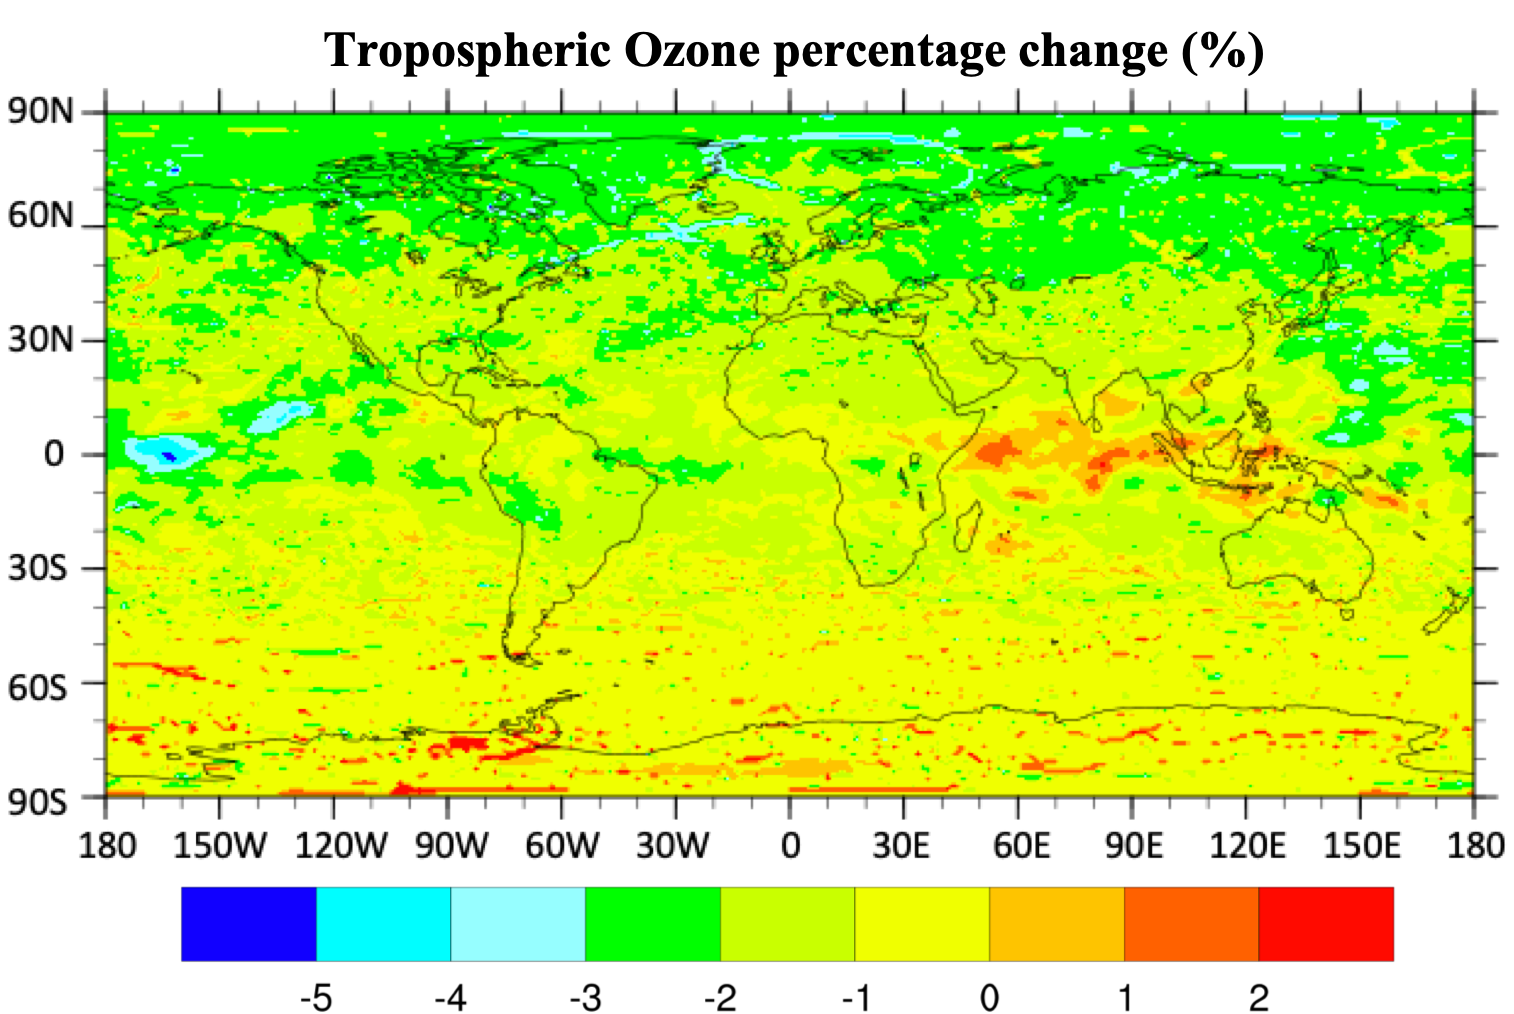 Tropospheric Ozone percentage change (%)
90N
60N
30N
0
30S
60S
90S
180 150W 120W 90W 60W 30W 0 30E 60E 90E 120E 150E 180
-5 -4 -3 -2 -1 0 1 2